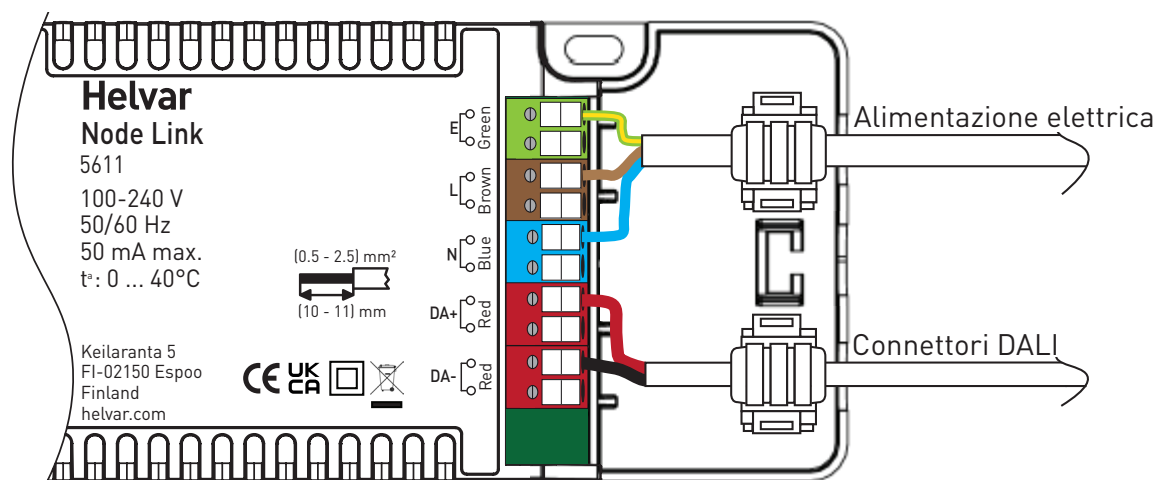 Helvar
Node Link
5611
100-240 V
50/60 Hz
50 mA max.
tª: 0 ... 40°C
(0.5 - 2.5) mm²
(10 - 11) mm
Keilaranta 5
FI-02150 Espoo
Finland
helvar.com
CE UK CA
E Green
L Brown
N Blue
DA+ Red
DA- Red
Alimentazione elettrica
Connettori DALI